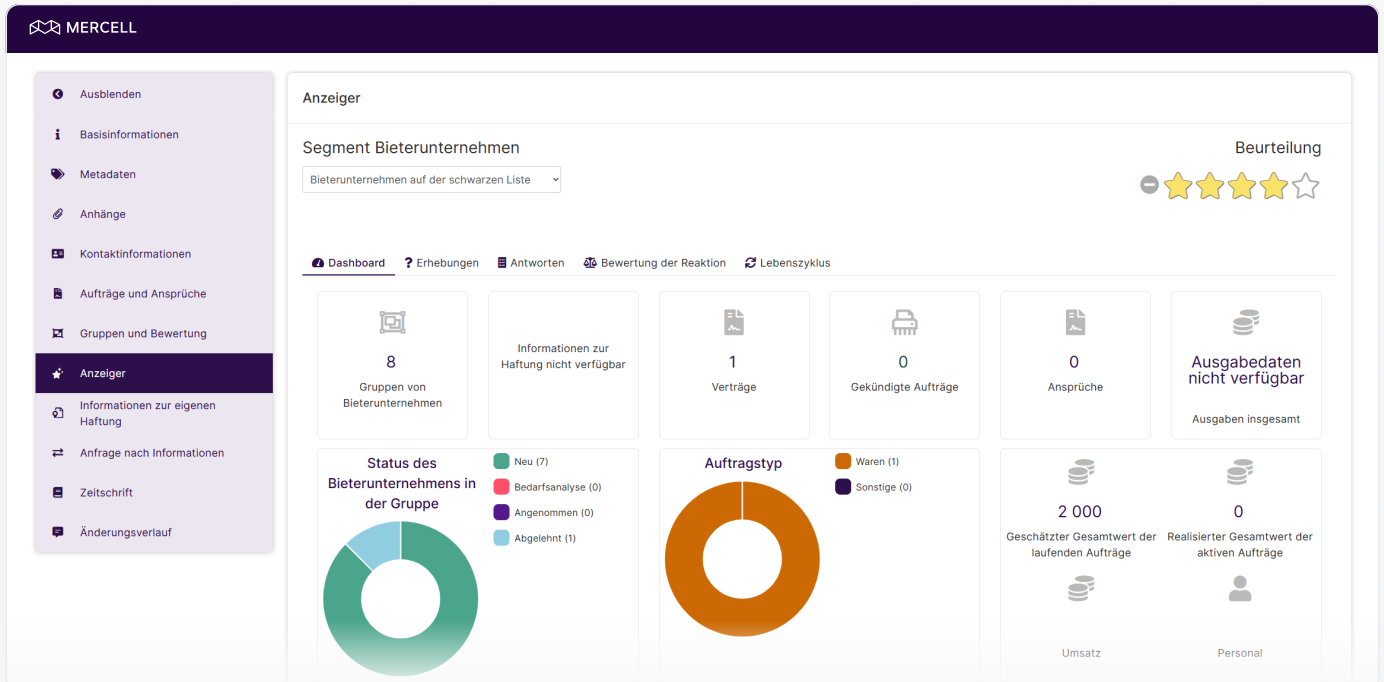 MERCELL
Ausblenden
Basisinformationen
Metadaten
Anhänge
Kontaktinformationen
Aufträge und Ansprüche
Gruppen und Bewertung
Anzeiger
Informationen zur eigenen
Haftung
Anfrage nach Informationen
Zeitschrift
Änderungsverlauf
Anzeiger
Segment Bieterunternehmen
Bieterunternehmen auf der schwarzen Liste
Beurteilung
Dashboard
Erhebungen
Antworten
Bewertung der Reaktion
Lebenszyklus
8
Gruppen von
Bieterunternehmen
Informationen zur
Haftung nicht verfügbar
1
Verträge
0
Gekündigte Aufträge
0
Ansprüche
Ausgabedaten
nicht verfügbar
Ausgaben insgesamt
Status des
Bieterunternehmens in
der Gruppe
Neu (7)
Bedarfsanalyse (0)
Angenommen (0)
Abgelehnt (1)
Auftragstyp
Waren (1)
Sonstige (0)
2 000
Geschätzter Gesamtwert der
laufenden Aufträge
0
Realisierter Gesamtwert der
aktiven Aufträge
Umsatz
Personal